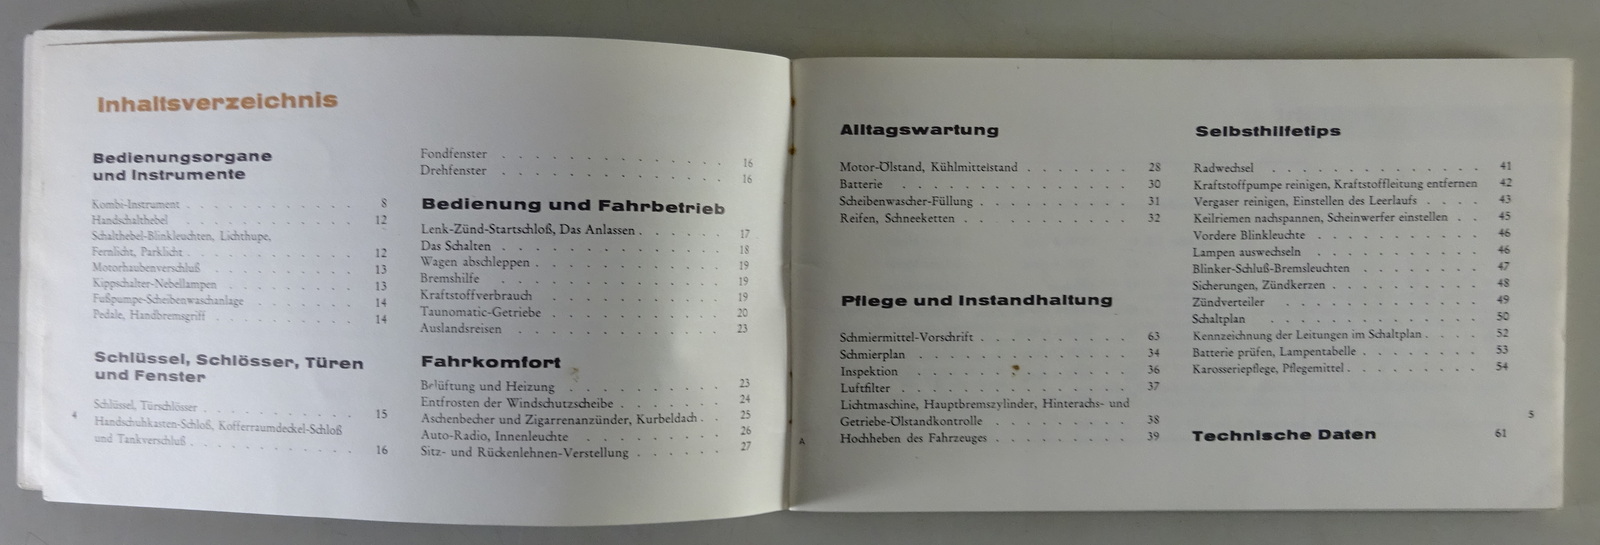 Inhaltsverzeichnis
Bedienungsorgane
und Instrumente
Kombi-Instrument . . . . . . . . . . . 8
Handschalthebel . . . . . . . . . . . 12
Schalthebel-Blinkleuchten, Lichthupe,
Fernlicht, Parklicht . . . . . . . . . . . 12
Motorhaubenverschluß . . . . . . . . . . 13
Kippschalter-Nebellampen . . . . . . . . . 13
Fußpumpe-Scheibenwaschanlage . . . . . . . 14
Pedale, Handbremsgriff . . . . . . . . . . 14
Schlüssel, Schlösser, Türen
und Fenster
Schlüssel, Türschlösser . . . . . . . . . . 15
Handschuhkasten-Schloß, Kofferraumdeckel-Schloß
und Tankverschluß . . . . . . . . . . . 16
4
Fondfenster . . . . . . . . . . . . . . 16
Drehfenster . . . . . . . . . . . . . . 16
Bedienung und Fahrbetrieb
Lenk-Zünd-Startschloß, Das Anlassen . . . . . . 17
Das Schalten . . . . . . . . . . . . . . 18
Wagen abschleppen . . . . . . . . . . . . 19
Bremshilfe . . . . . . . . . . . . . . 19
Kraftstoffverbrauch . . . . . . . . . . . . 19
Taunomatic-Getriebe . . . . . . . . . . . 20
Auslandsreisen . . . . . . . . . . . . . 23
Fahrkomfort
Belüftung und Heizung . . . . . . . . . . 23
Entfrosten der Windschutzscheibe . . . . . . . 24
Aschenbecher und Zigarrenanzünder, Kurbeldach . . 25
Auto-Radio, Innenleuchte . . . . . . . . . 26
Sitz- und Rückenlehnen-Verstellung . . . . . . 27
Alltagswartung
Motor-Ölstand, Kühlmittelstand . . . . . . . 28
Batterie . . . . . . . . . . . . . . . 30
Scheibenwascher-Füllung . . . . . . . . . . 31
Reifen, Schneeketten . . . . . . . . . . . 32
Pflege und Instandhaltung
Schmiermittel-Vorschrift . . . . . . . . . . 63
Schmierplan . . . . . . . . . . . . . . 34
Inspektion . . . . . . . . . . . . . . 36
Luftfilter . . . . . . . . . . . . . . . 37
Lichtmaschine, Hauptbremszylinder, Hinterachs- und
Getriebe-Ölstandkontrolle . . . . . . . . . 38
Hochheben des Fahrzeuges . . . . . . . . . 39
A
Selbsthilfetips
Radwechsel . . . . . . . . . . . . . . 41
Kraftstoffpumpe reinigen, Kraftstoffleitung entfernen 42
Vergaser reinigen, Einstellen des Leerlaufs . . . . 43
Keilriemen nachspannen, Scheinwerfer einstellen . . 45
Vordere Blinkleuchte . . . . . . . . . . . 46
Lampen auswechseln . . . . . . . . . . . 46
Blinker-Schluß-Bremsleuchten . . . . . . . . 47
Sicherungen, Zündkerzen . . . . . . . . . . 48
Zündverteiler . . . . . . . . . . . . . 49
Schaltplan . . . . . . . . . . . . . . 50
Kennzeichnung der Leitungen im Schaltplan . . . . 52
Batterie prüfen, Lampentabelle . . . . . . . . 53
Karosseriepflege, Pflegemittel . . . . . . . . . 54
Technische Daten 61
5